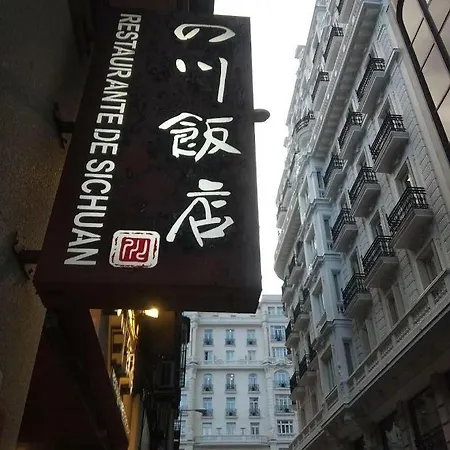 四川飯店
RESTAURANTE DE SICHUAN